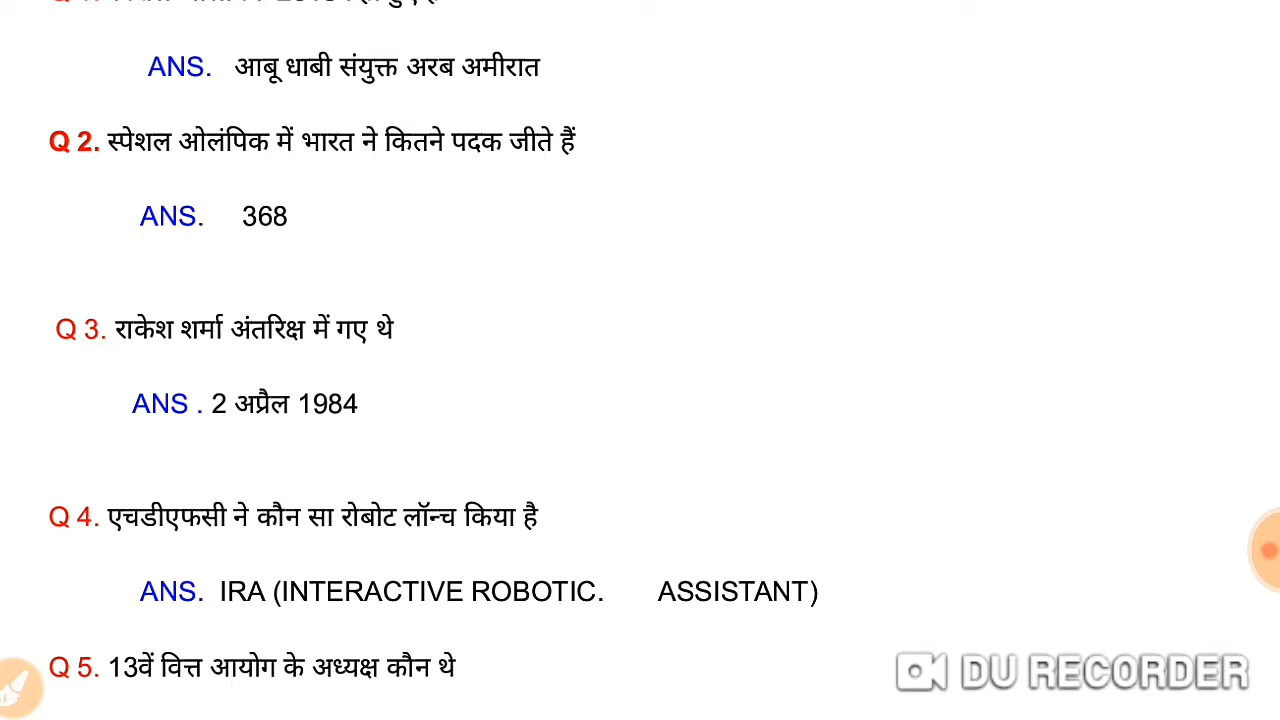 ANS. आबू धाबी संयुक्त अरब अमीरात
Q 2. स्पेशल ओलंपिक में भारत ने कितने पदक जीते हैं
ANS. 368
Q 3. राकेश शर्मा अंतरिक्ष में गए थे
ANS . 2 अप्रैल 1984
Q 4. एचडीएफसी ने कौन सा रोबोट लॉन्च किया है
ANS. IRA (INTERACTIVE ROBOTIC. ASSISTANT)
Q 5. 13वें वित्त आयोग के अध्यक्ष कौन थे
DU RECORDER